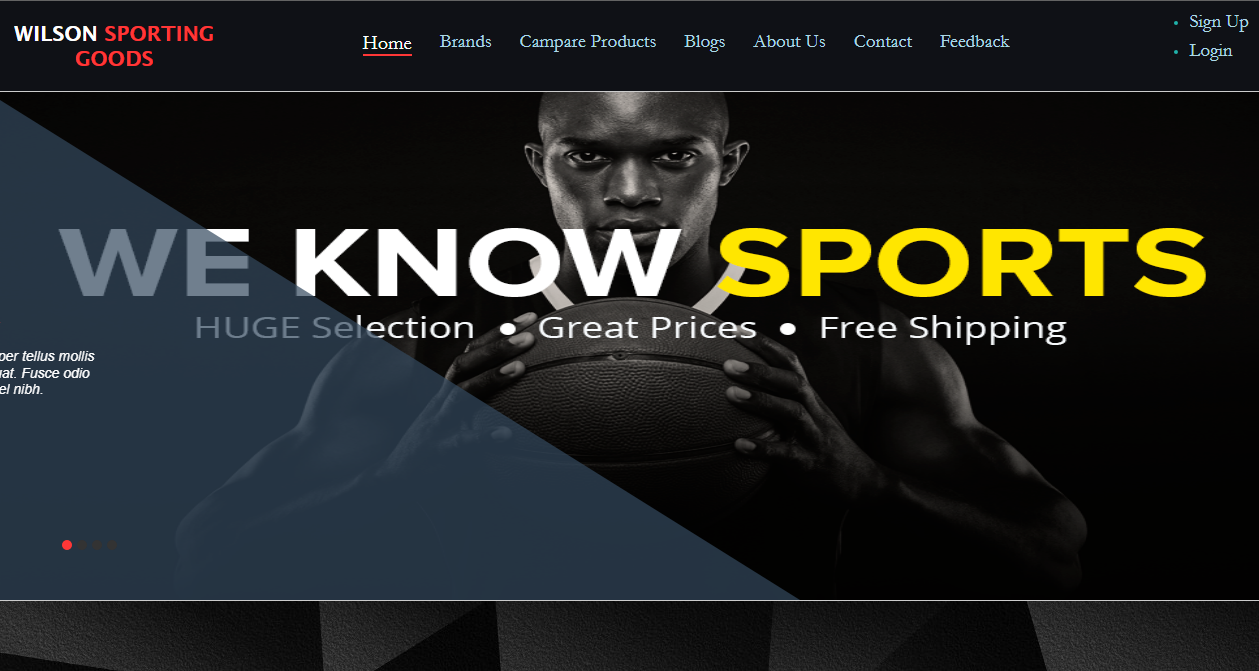 WILSON SPORTING
GOODS
Home Brands Campare Products Blogs About Us Contact Feedback
Sign Up
Login
WE KNOW SPORTS
HUGE Selection • Great Prices • Free Shipping
per tellus mollis
uat. Fusce odio
el nibh.